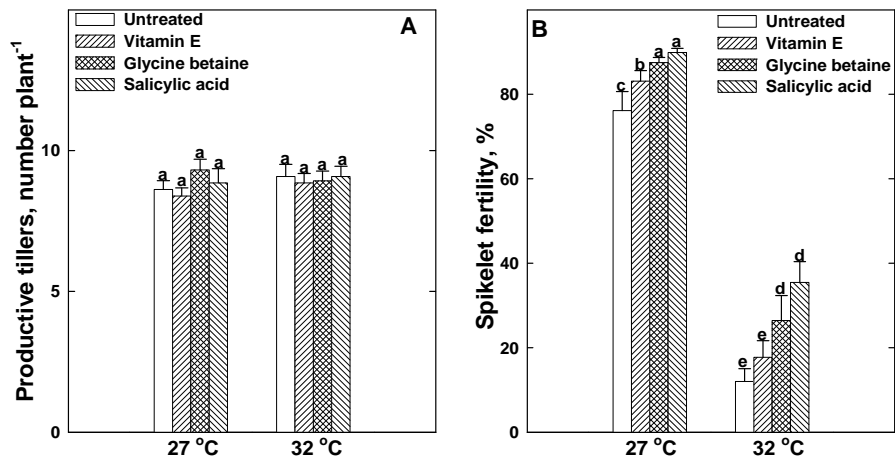 Untreated
Vitamin E
Glycine betaine
Salicylic acid
A
Productive tillers, number plant⁻¹
10
5
0
a a a a
a a a a
27 °C 32 °C
Untreated
Vitamin E
Glycine betaine
Salicylic acid
B
Spikelet fertility, %
80
60
40
20
0
c b a a
e e d d
27 °C 32 °C